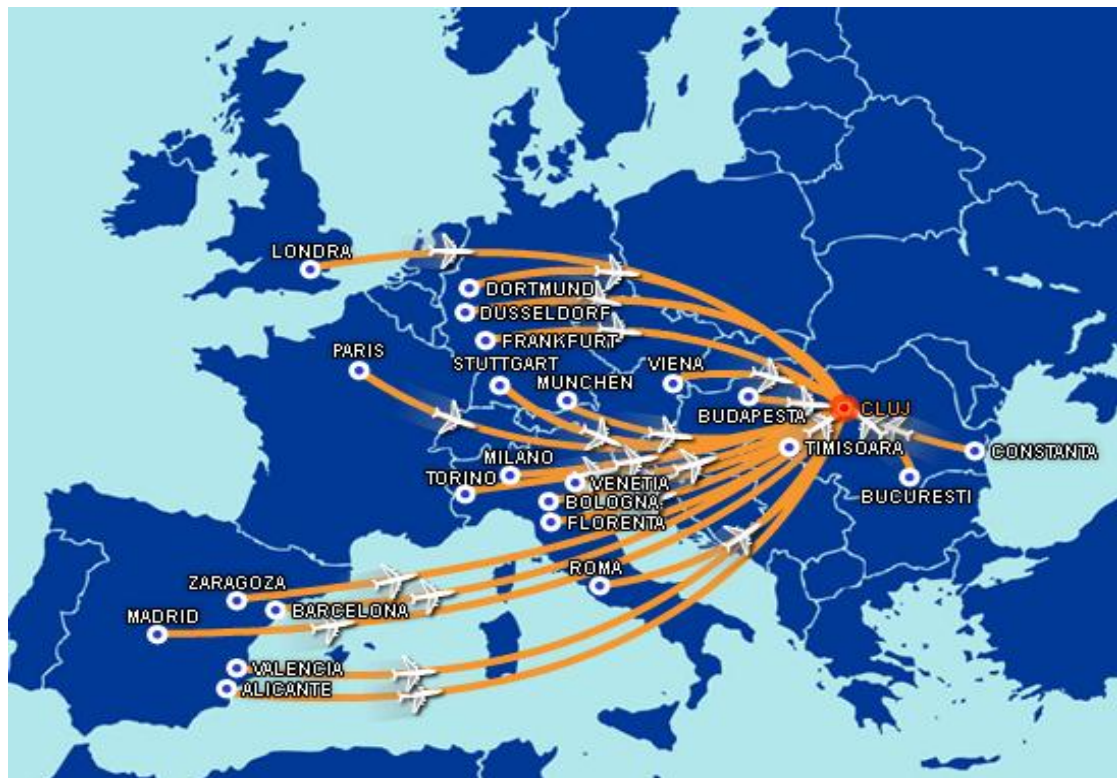 LONDRA
DORTMUND
DUSSELDORF
FRANKFURT
PARIS
STUTTGART
VIENA
MUNCHEN
BUDAPESTA
CLUJ
TIMISOARA
CONSTANTA
MILANO
TORINO
VENETIA
BUCURESTI
BOLOGNA
FLORENTA
ROMA
ZARAGOZA
BARCELONA
MADRID
VALENCIA
ALICANTE